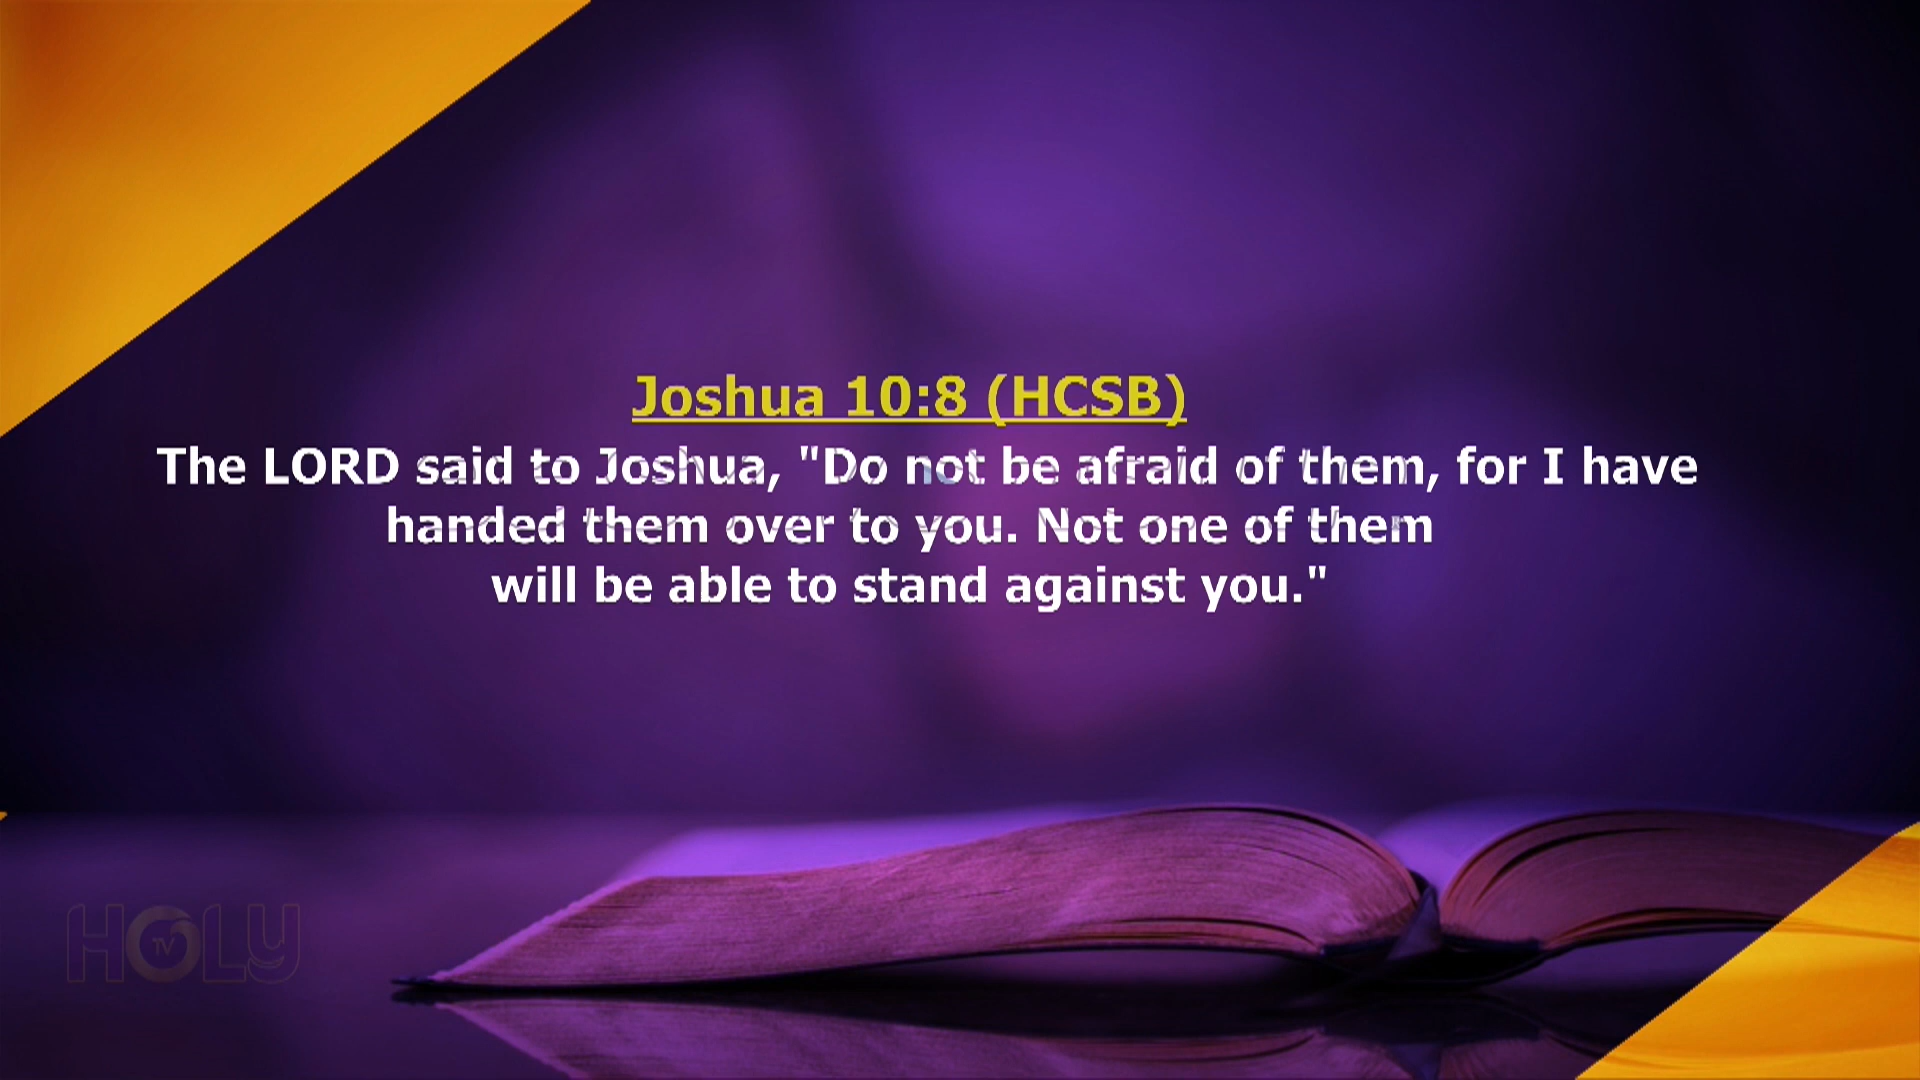 Joshua 10:8 (HCSB)
The LORD said to Joshua, "Do not be afraid of them, for I have
handed them over to you. Not one of them
will be able to stand against you."
HOLY
TV